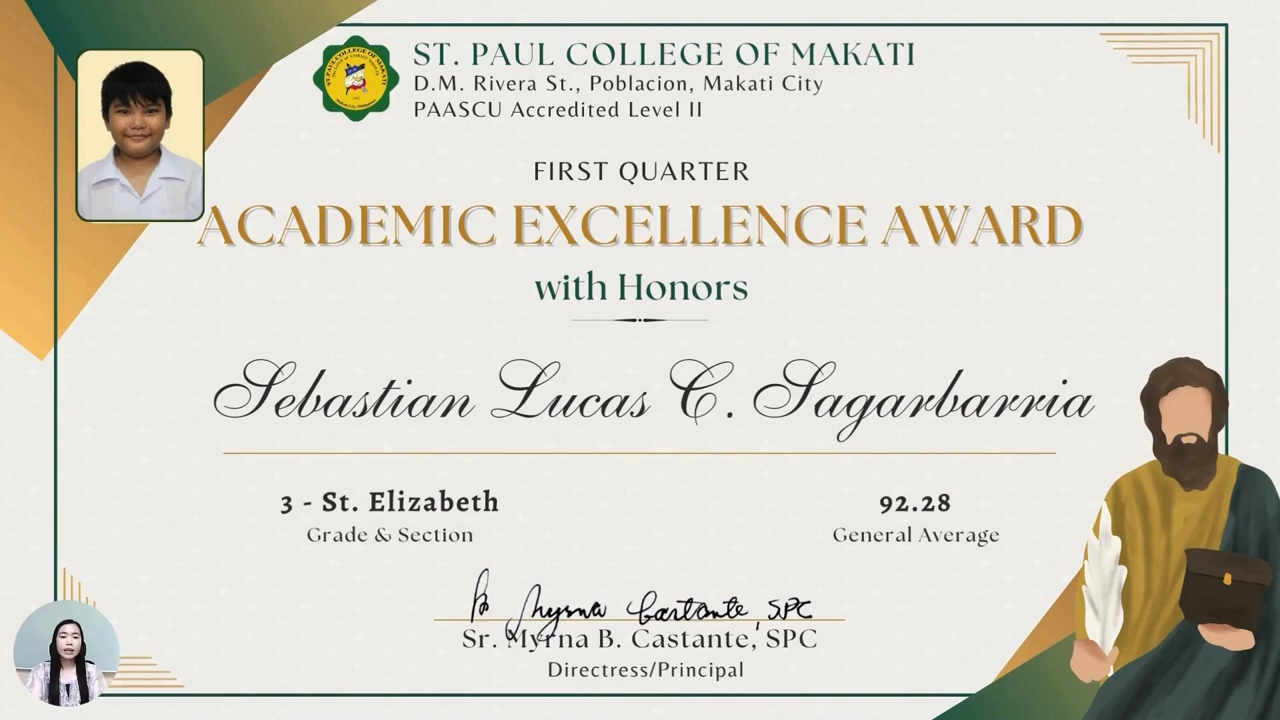 ST. PAUL COLLEGE OF MAKATI
D.M. Rivera St., Poblacion, Makati City
PAASCU Accredited Level II
FIRST QUARTER
ACADEMIC EXCELLENCE AWARD
with Honors
Sebastian Lucas C. Sagarbarria
3 - St. Elizabeth
Grade & Section
92.28
General Average
Sr. Myrna B. Castante, SPC
Directress/Principal